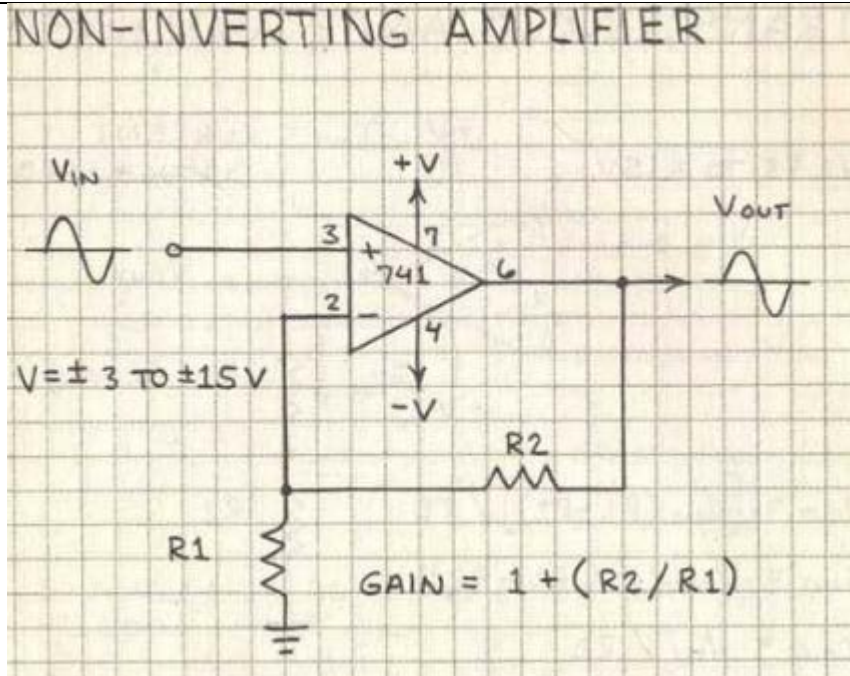 NON-INVERTING AMPLIFIER
VIN
+V
VOUT
3
+
7
741
6
2
-
4
V = ± 3 TO ±15V
-V
R2
R1
GAIN = 1 + (R2/R1)